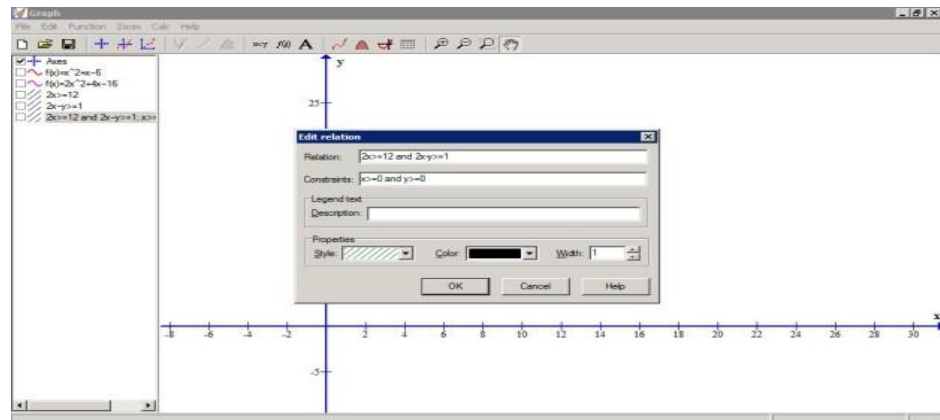 Graph
File Edit Function Zoom Calc Help
Axes
f(x)=x^2+x-6
f(x)=2x^2+4x-16
2x>=12
2x-y>=1
2x>=12 and 2x-y>=1; x>=
y
25
Edit relation
Relation: 2x>=12 and 2x-y>=1
Constraints: x>=0 and y>=0
Legend text
Description:
Properties
Style: Color: Width: 1
OK Cancel Help
x
-8 -6 -4 -2 2 4 6 8 10 12 14 16 18 20 22 24 26 28 30
-5